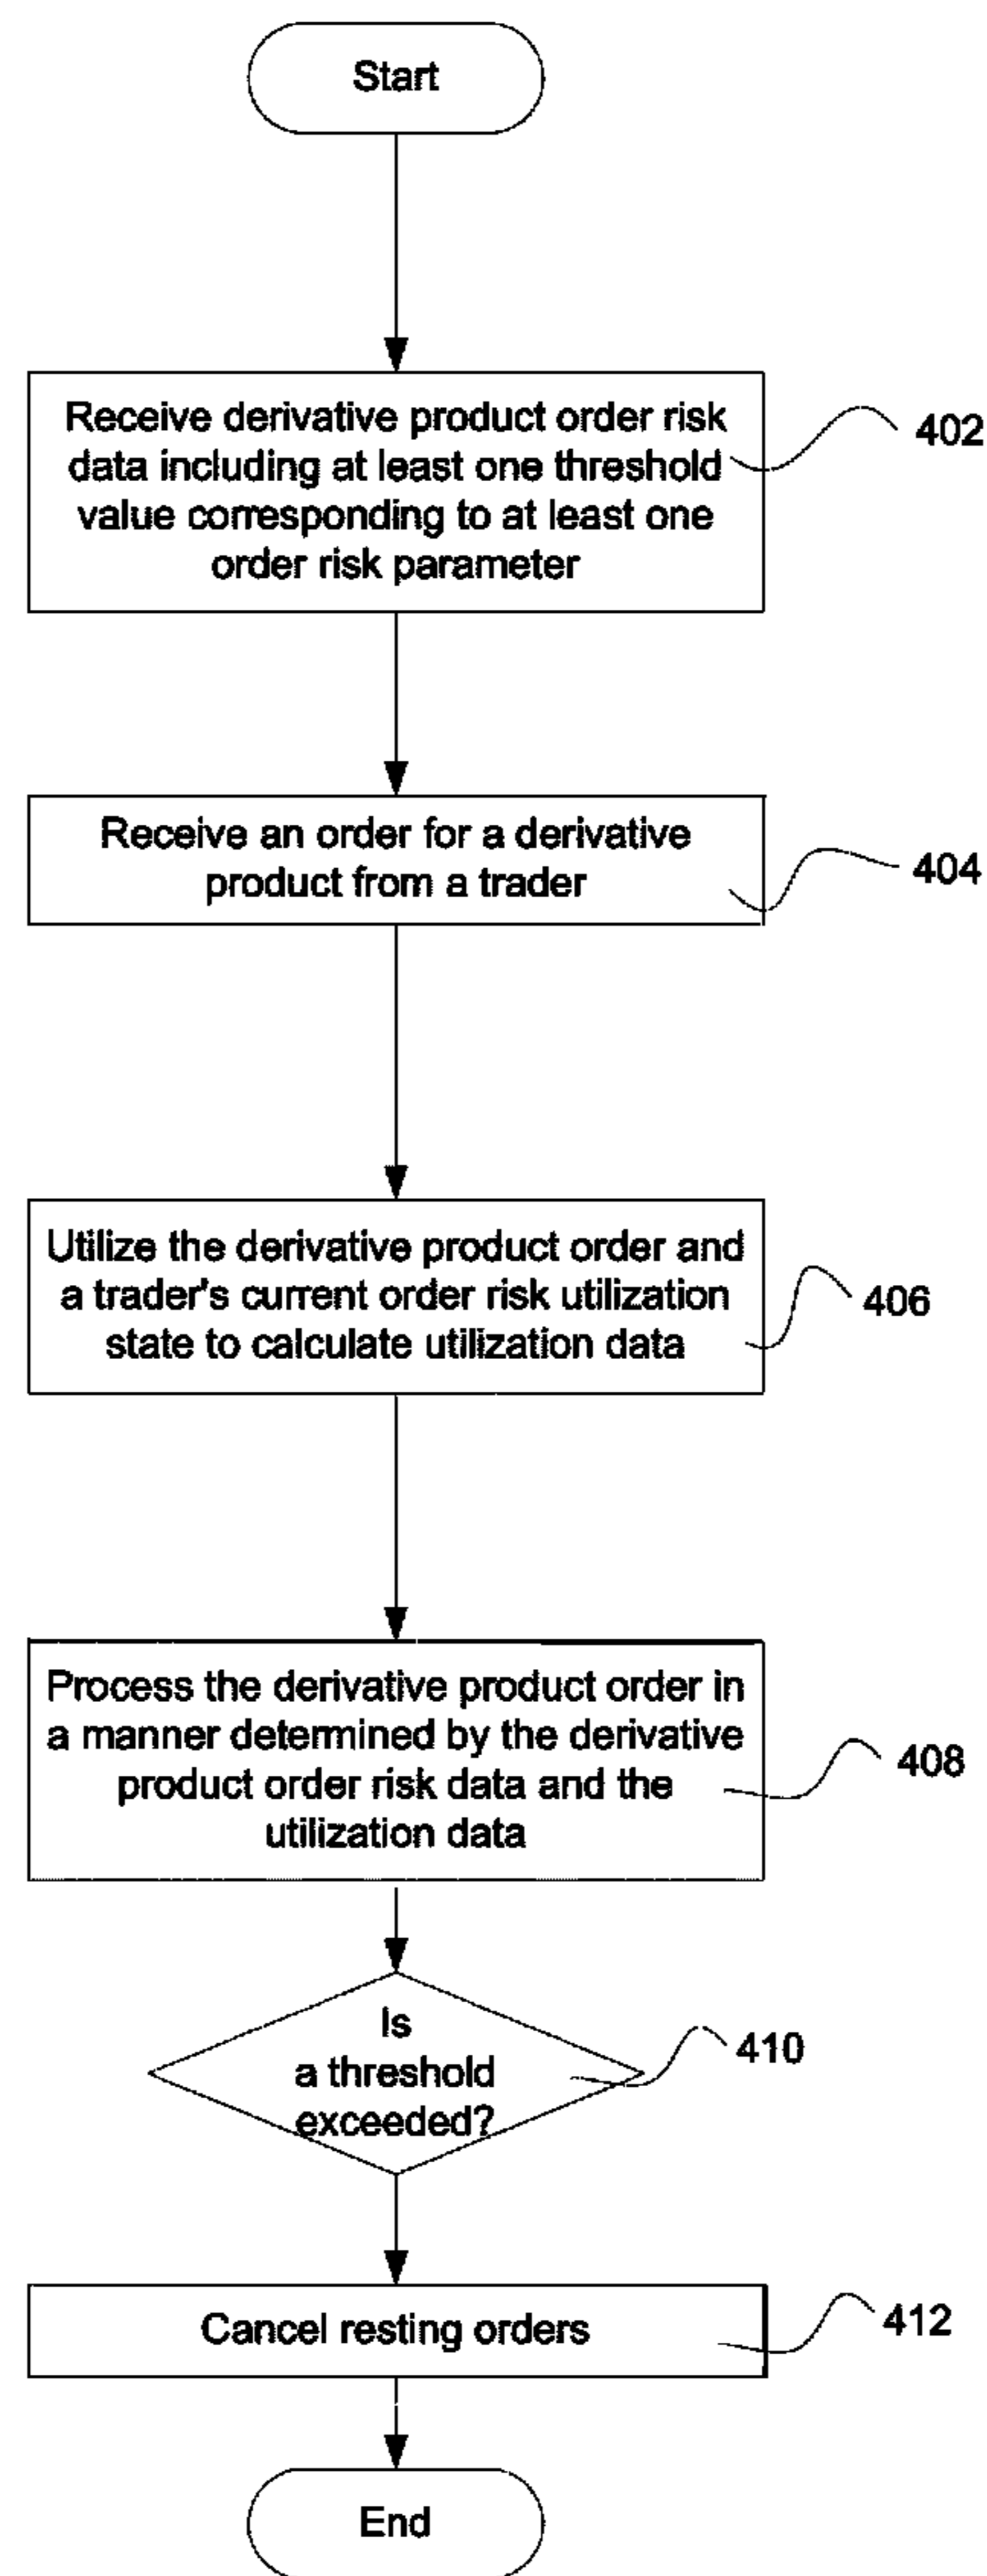 Start
Receive derivative product order risk
data including at least one threshold
value corresponding to at least one
order risk parameter
402
Receive an order for a derivative
product from a trader
404
Utilize the derivative product order and
a trader's current order risk utilization
state to calculate utilization data
406
Process the derivative product order in
a manner determined by the derivative
product order risk data and the
utilization data
408
Is
a threshold
exceeded?
410
Cancel resting orders
412
End